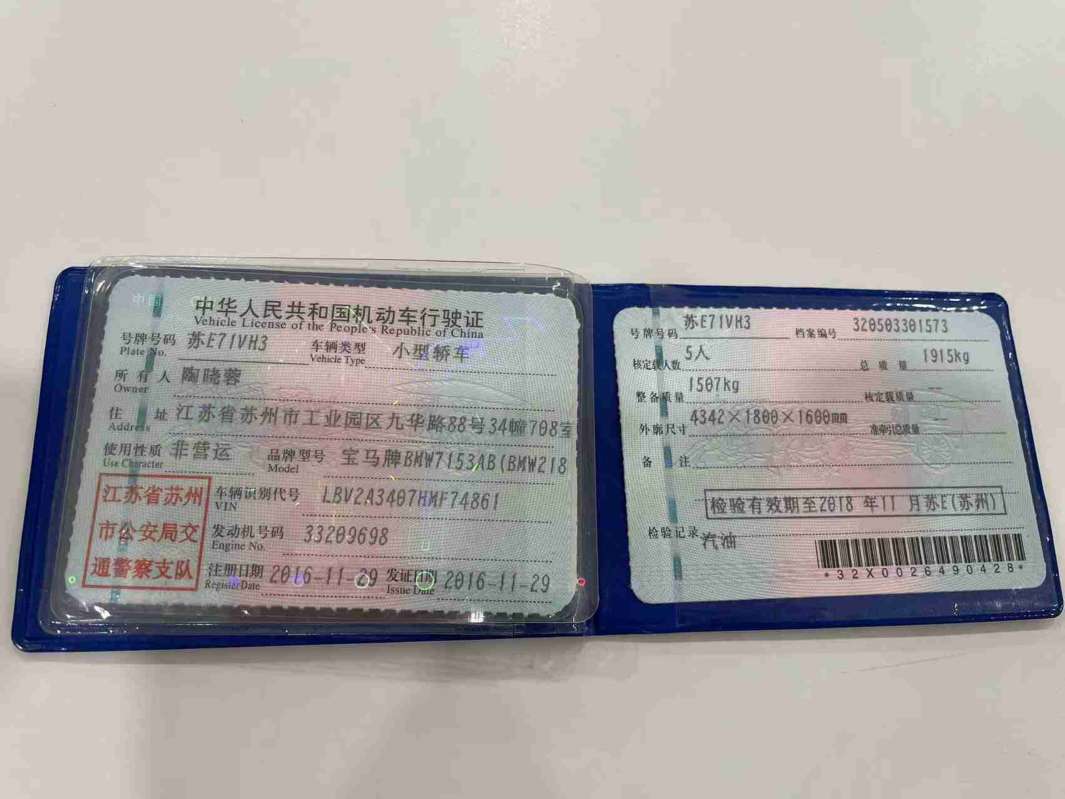 中华人民共和国机动车行驶证
Vehicle License of the People's Republic of China
号牌号码 苏E71VH3 车辆类型 小型轿车
Plate No. Vehicle Type
所有人 陶晓蓉
Owner
住址 江苏省苏州市工业园区九华路88号34幢708室
Address
使用性质 非营运 品牌型号 宝马牌BMW7153AB(BMW218
Use Character Model
江苏省苏州
市公安局交
通警察支队
车辆识别代号 LBV2A3407HMF74861
VIN
发动机号码 33209698
Engine No.
注册日期 2016-11-29 发证日期 2016-11-29
Register Date Issue Date
号牌号码 苏E71VH3 档案编号 320503301573
核定载人数 5人 总质量 1915kg
整备质量 1507kg 核定载质量 --
外廓尺寸 4342×1800×1600mm 准牵引总质量 --
备注
检验有效期至2018 年11 月苏E(苏州)
检验记录 汽油
*32X0026490428*